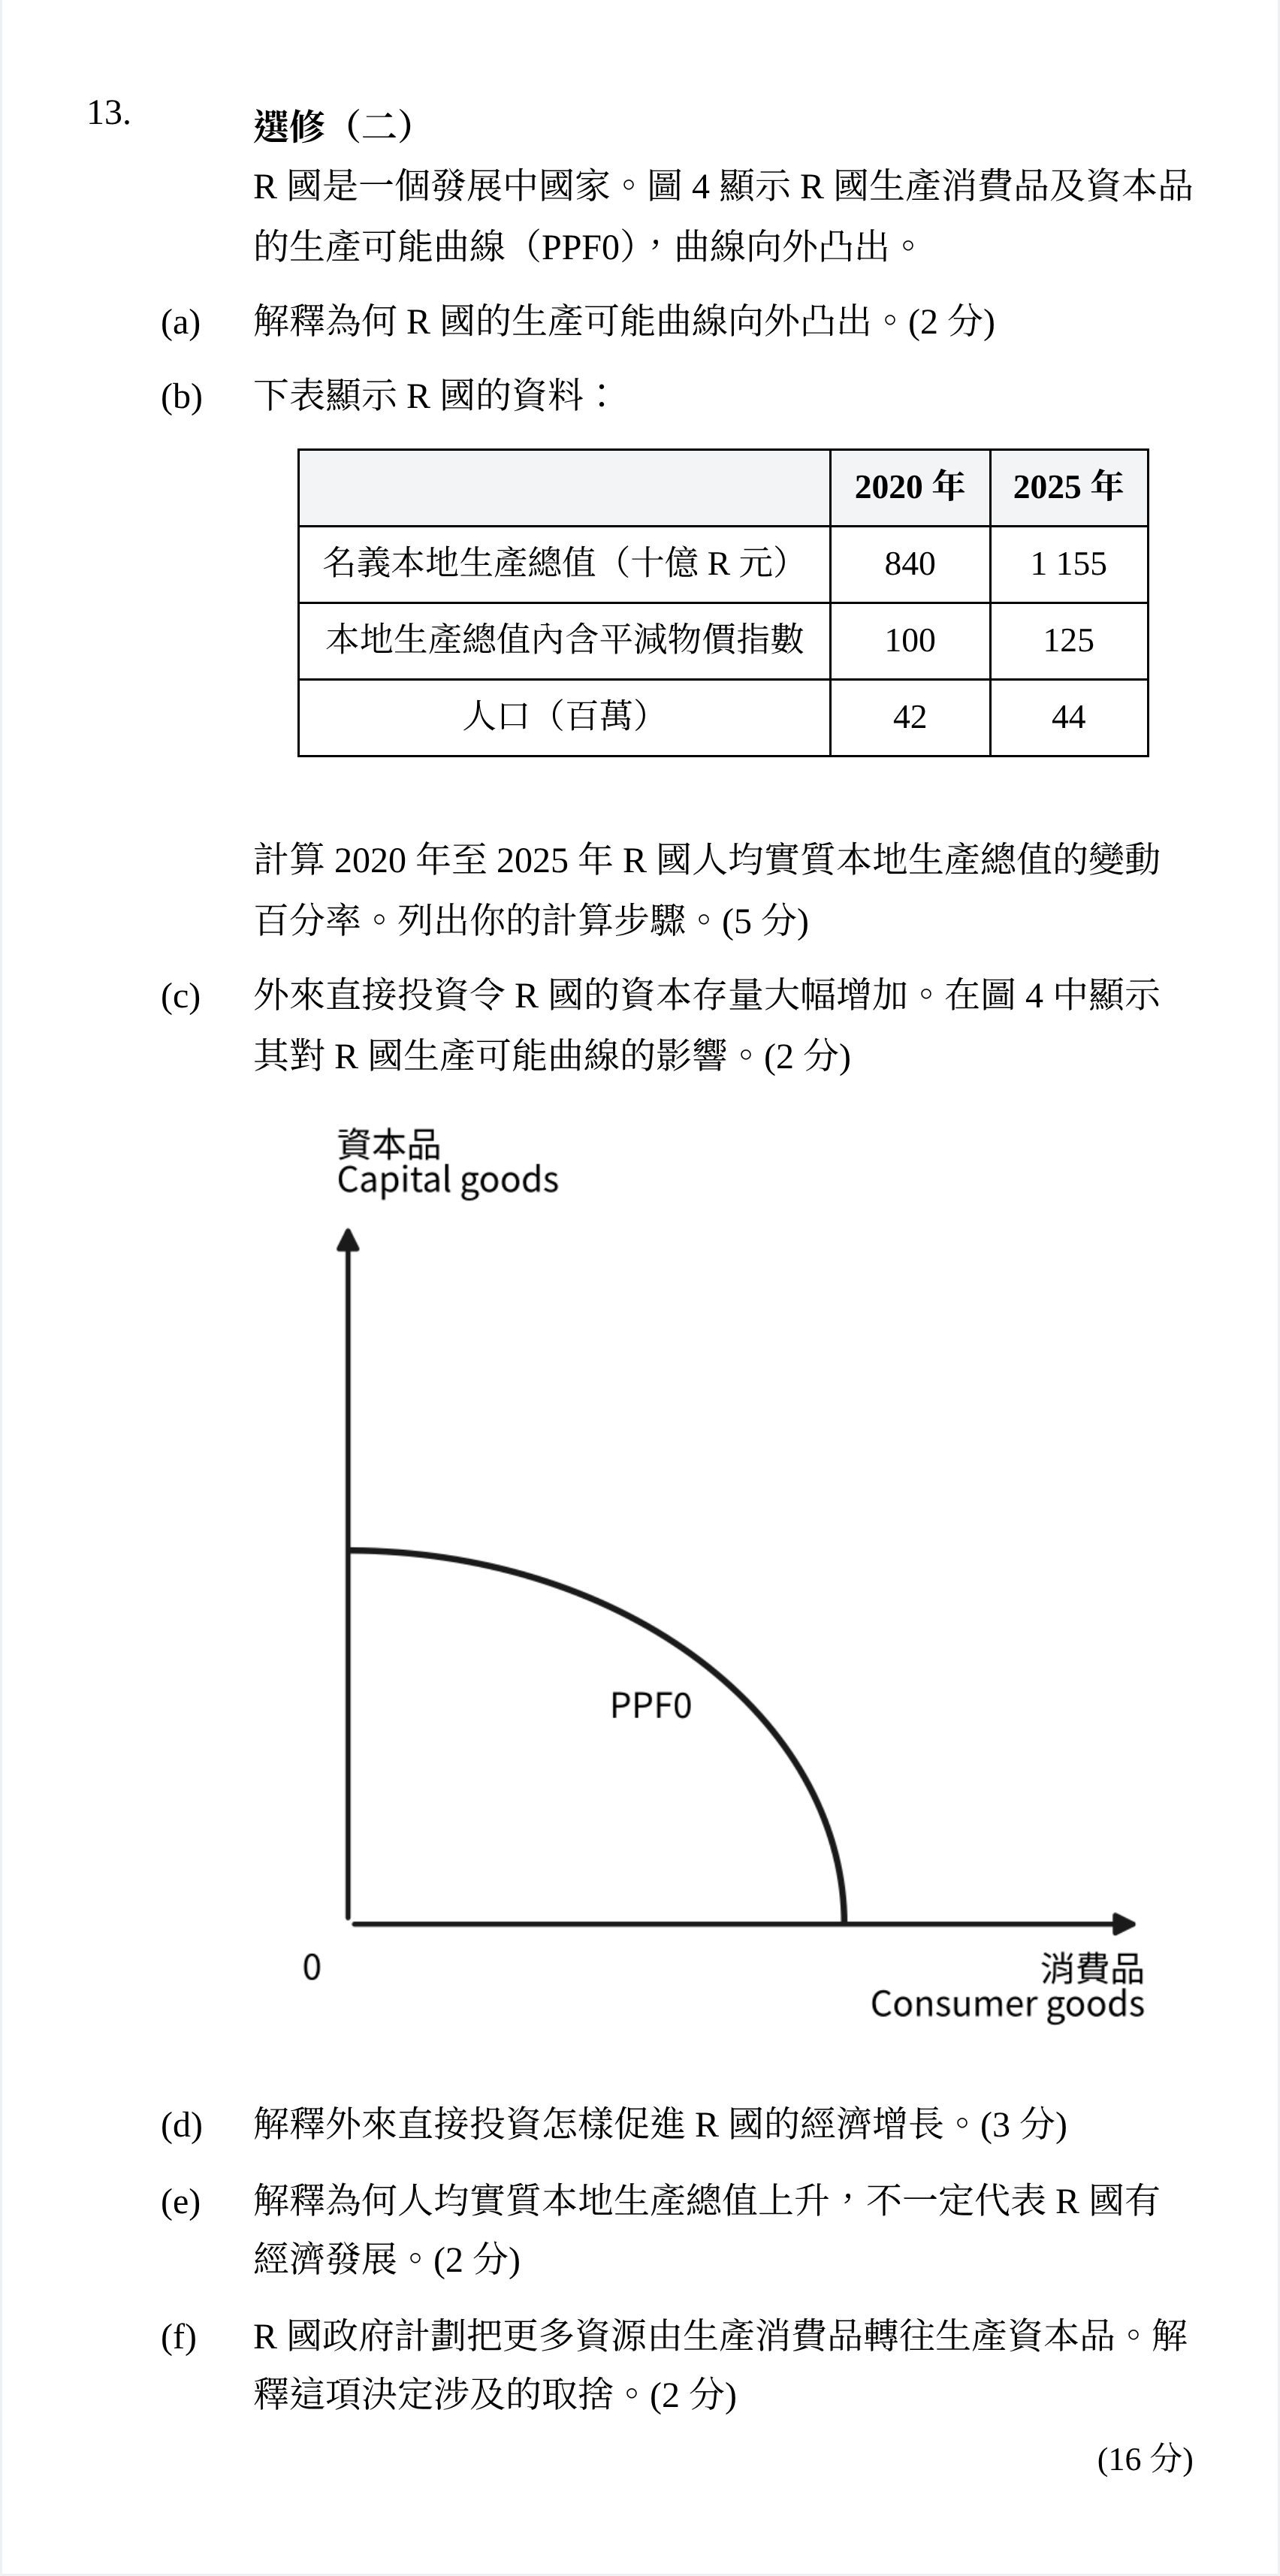 13.
選修（二）
R 國是一個發展中國家。圖 4 顯示 R 國生產消費品及資本品
的生產可能曲線（PPF0），曲線向外凸出。
(a) 解釋為何 R 國的生產可能曲線向外凸出。(2 分)
(b) 下表顯示 R 國的資料：
2020 年 2025 年
名義本地生產總值（十億 R 元） 840 1 155
本地生產總值內含平減物價指數 100 125
人口（百萬） 42 44
計算 2020 年至 2025 年 R 國人均實質本地生產總值的變動
百分率。列出你的計算步驟。(5 分)
(c) 外來直接投資令 R 國的資本存量大幅增加。在圖 4 中顯示
其對 R 國生產可能曲線的影響。(2 分)
資本品
Capital goods
PPF0
0
消費品
Consumer goods
(d) 解釋外來直接投資怎樣促進 R 國的經濟增長。(3 分)
(e) 解釋為何人均實質本地生產總值上升，不一定代表 R 國有
經濟發展。(2 分)
(f) R 國政府計劃把更多資源由生產消費品轉往生產資本品。解
釋這項決定涉及的取捨。(2 分)
(16 分)